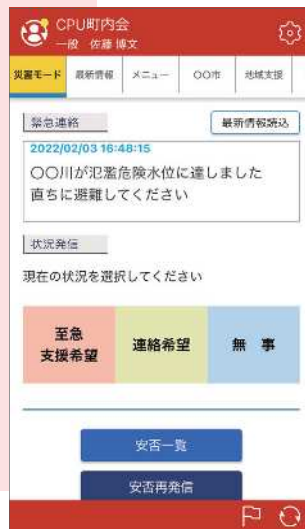 CPU町内会
一般 佐藤 博文
災害モード 最新情報 メニュー 〇〇市 地域支援
緊急連絡 最新情報読込
2022/02/03 16:48:15
〇〇川が氾濫危険水位に達しました
直ちに避難してください
状況発信
現在の状況を選択してください
至急
支援希望 連絡希望 無 事
安否一覧
安否再発信